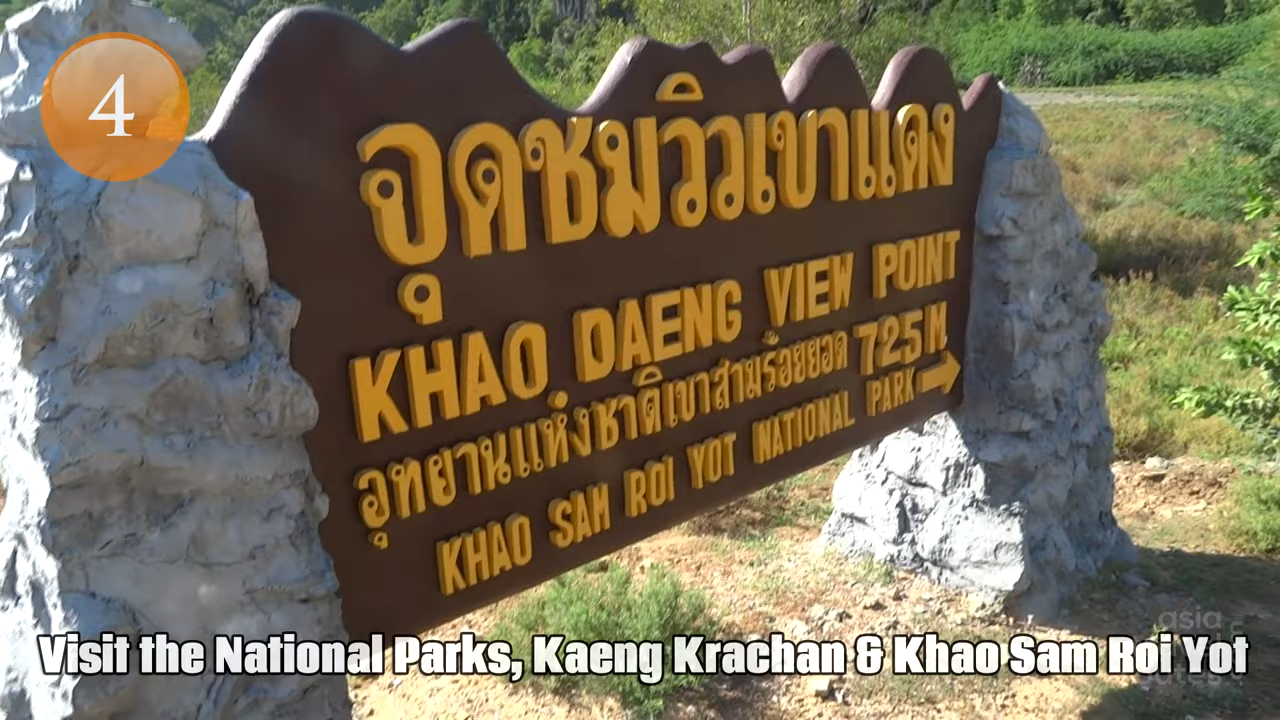 4
จุดชมวิวเขาแดง
KHAO DAENG VIEW POINT
อุทยานแห่งชาติเขาสามร้อยยอด 725 M
KHAO SAM ROI YOT NATIONAL PARK
asia
Visit the National Parks, Kaeng Krachan & Khao Sam Roi Yot